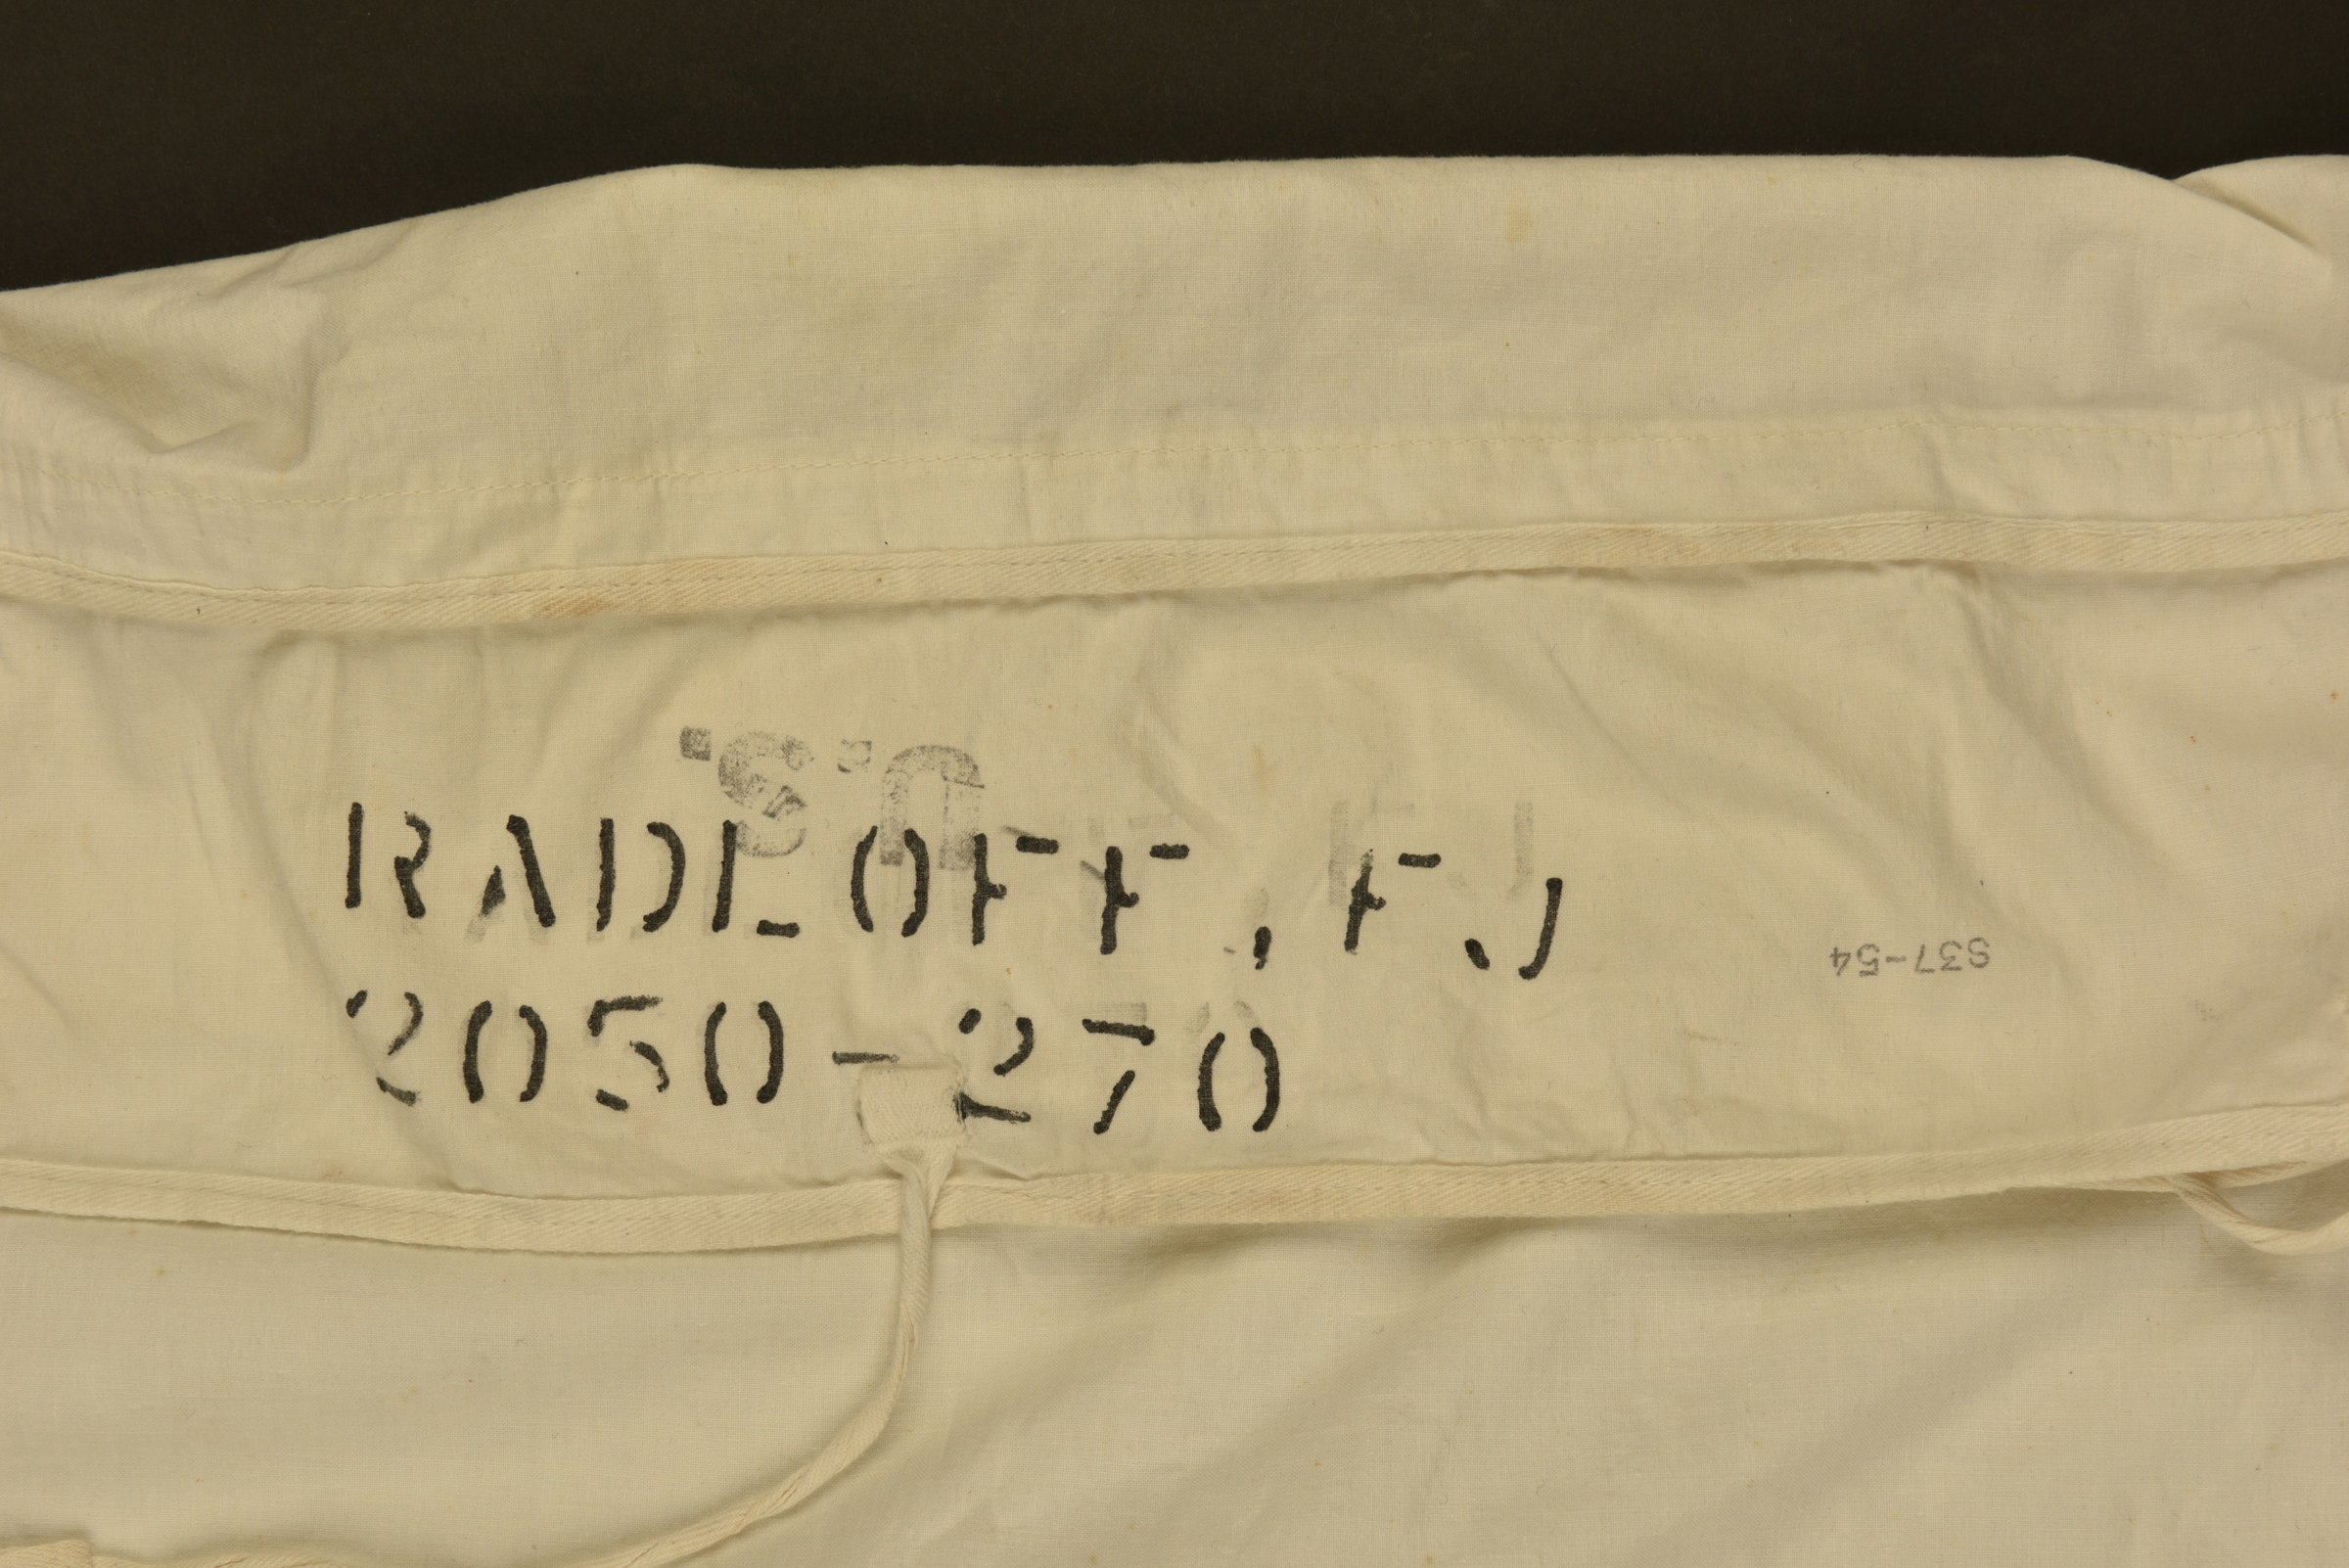 U.S.
RADLOFF, F.J
2050-270
S37-54